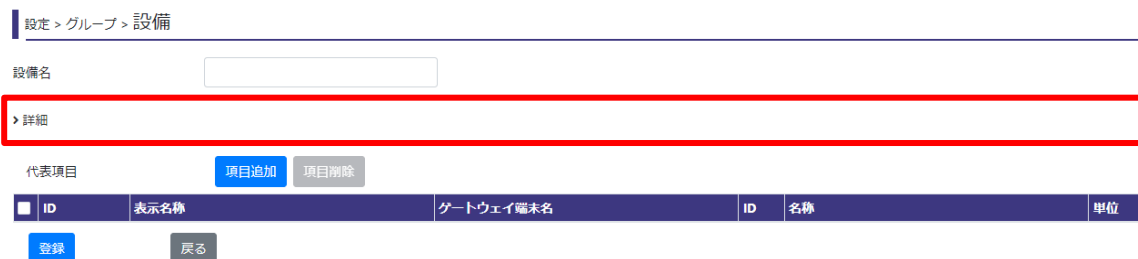 設定 > グループ > 設備
設備名
> 詳細
代表項目 項目追加 項目削除
ID 表示名称 ゲートウェイ端末名 ID 名称 単位
登録 戻る